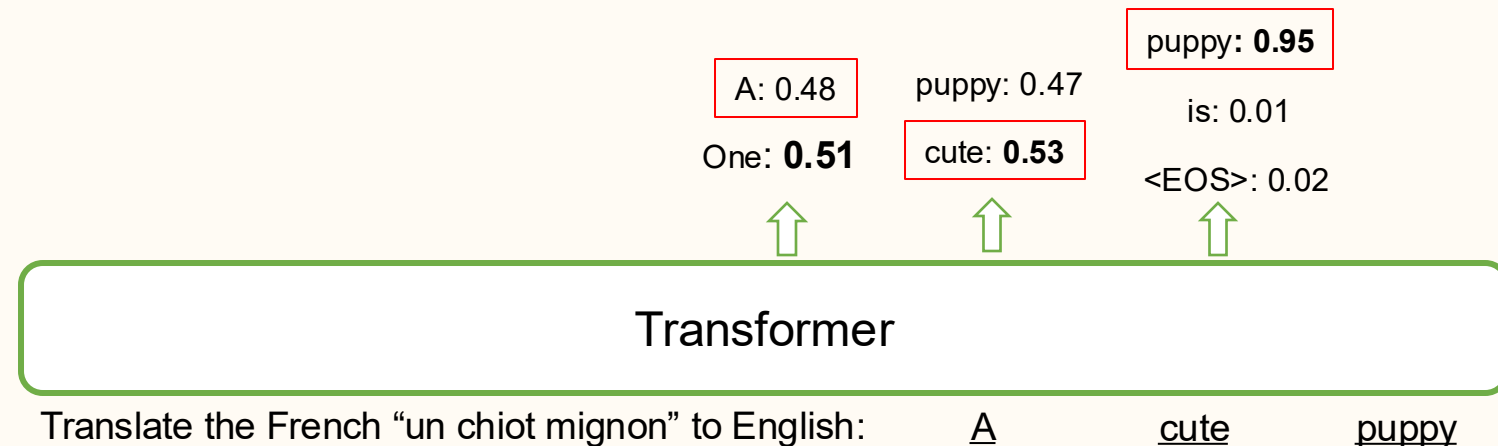 A: 0.48
One: 0.51
puppy: 0.47
cute: 0.53
puppy: 0.95
is: 0.01
<EOS>: 0.02
Transformer
Translate the French “un chiot mignon” to English: A cute puppy